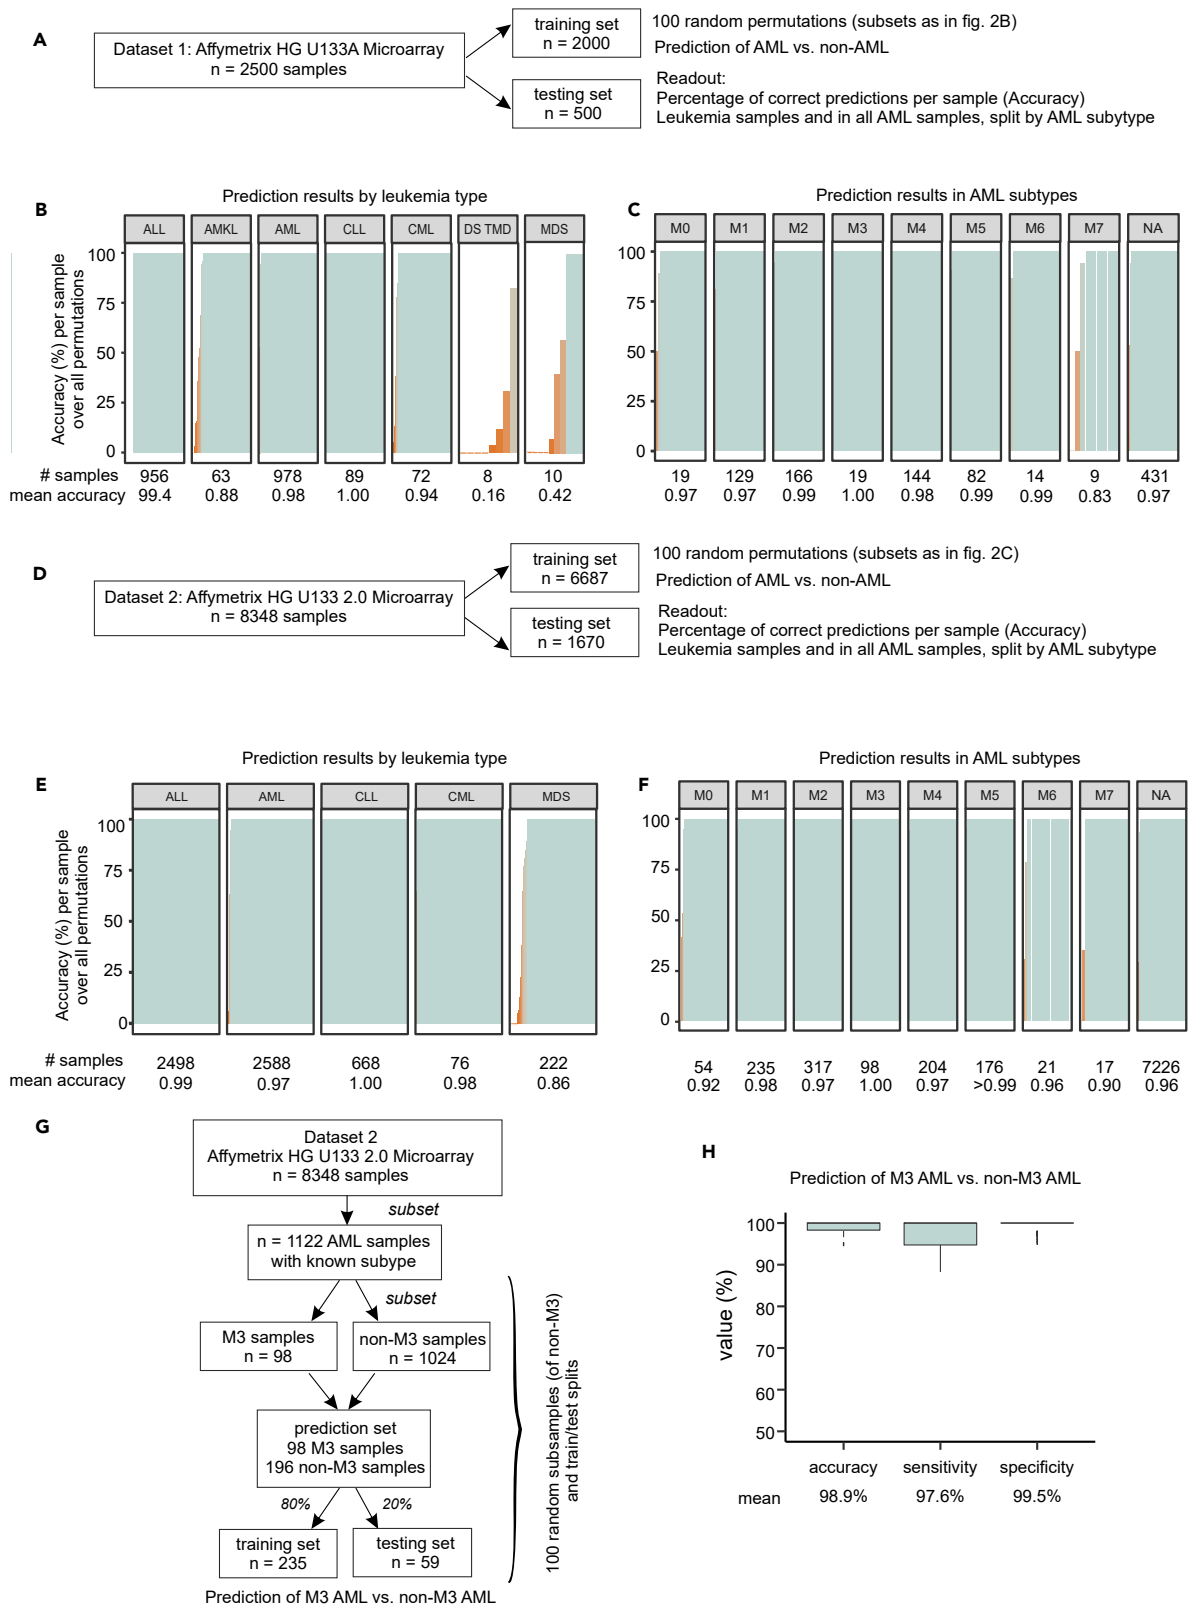 A
Dataset 1: Affymetrix HG U133A Microarray
n = 2500 samples
training set
n = 2000
testing set
n = 500
100 random permutations (subsets as in fig. 2B)
Prediction of AML vs. non-AML
Readout:
Percentage of correct predictions per sample (Accuracy)
Leukemia samples and in all AML samples, split by AML subytype
B
Prediction results by leukemia type
ALL AMKL AML CLL CML DS TMD MDS
Accuracy (%) per sample
over all permutations
100
75
50
25
0
# samples 956 63 978 89 72 8 10
mean accuracy 99.4 0.88 0.98 1.00 0.94 0.16 0.42
C
Prediction results in AML subtypes
M0 M1 M2 M3 M4 M5 M6 M7 NA
100
75
50
25
0
19 129 166 19 144 82 14 9 431
0.97 0.97 0.99 1.00 0.98 0.99 0.99 0.83 0.97
D
Dataset 2: Affymetrix HG U133 2.0 Microarray
n = 8348 samples
training set
n = 6687
testing set
n = 1670
100 random permutations (subsets as in fig. 2C)
Prediction of AML vs. non-AML
Readout:
Percentage of correct predictions per sample (Accuracy)
Leukemia samples and in all AML samples, split by AML subytype
E
Prediction results by leukemia type
ALL AML CLL CML MDS
Accuracy (%) per sample
over all permutations
100
75
50
25
0
# samples 2498 2588 668 76 222
mean accuracy 0.99 0.97 1.00 0.98 0.86
F
Prediction results in AML subtypes
M0 M1 M2 M3 M4 M5 M6 M7 NA
100
75
50
25
0
54 235 317 98 204 176 21 17 7226
0.92 0.98 0.97 1.00 0.97 >0.99 0.96 0.90 0.96
G
Dataset 2
Affymetrix HG U133 2.0 Microarray
n = 8348 samples
subset
n = 1122 AML samples
with known subype
subset
M3 samples
n = 98
non-M3 samples
n = 1024
prediction set
98 M3 samples
196 non-M3 samples
80% 20%
training set
n = 235
testing set
n = 59
Prediction of M3 AML vs. non-M3 AML
100 random subsamples (of non-M3)
and train/test splits
H
Prediction of M3 AML vs. non-M3 AML
value (%)
100
90
80
70
60
50
accuracy sensitivity specificity
mean 98.9% 97.6% 99.5%